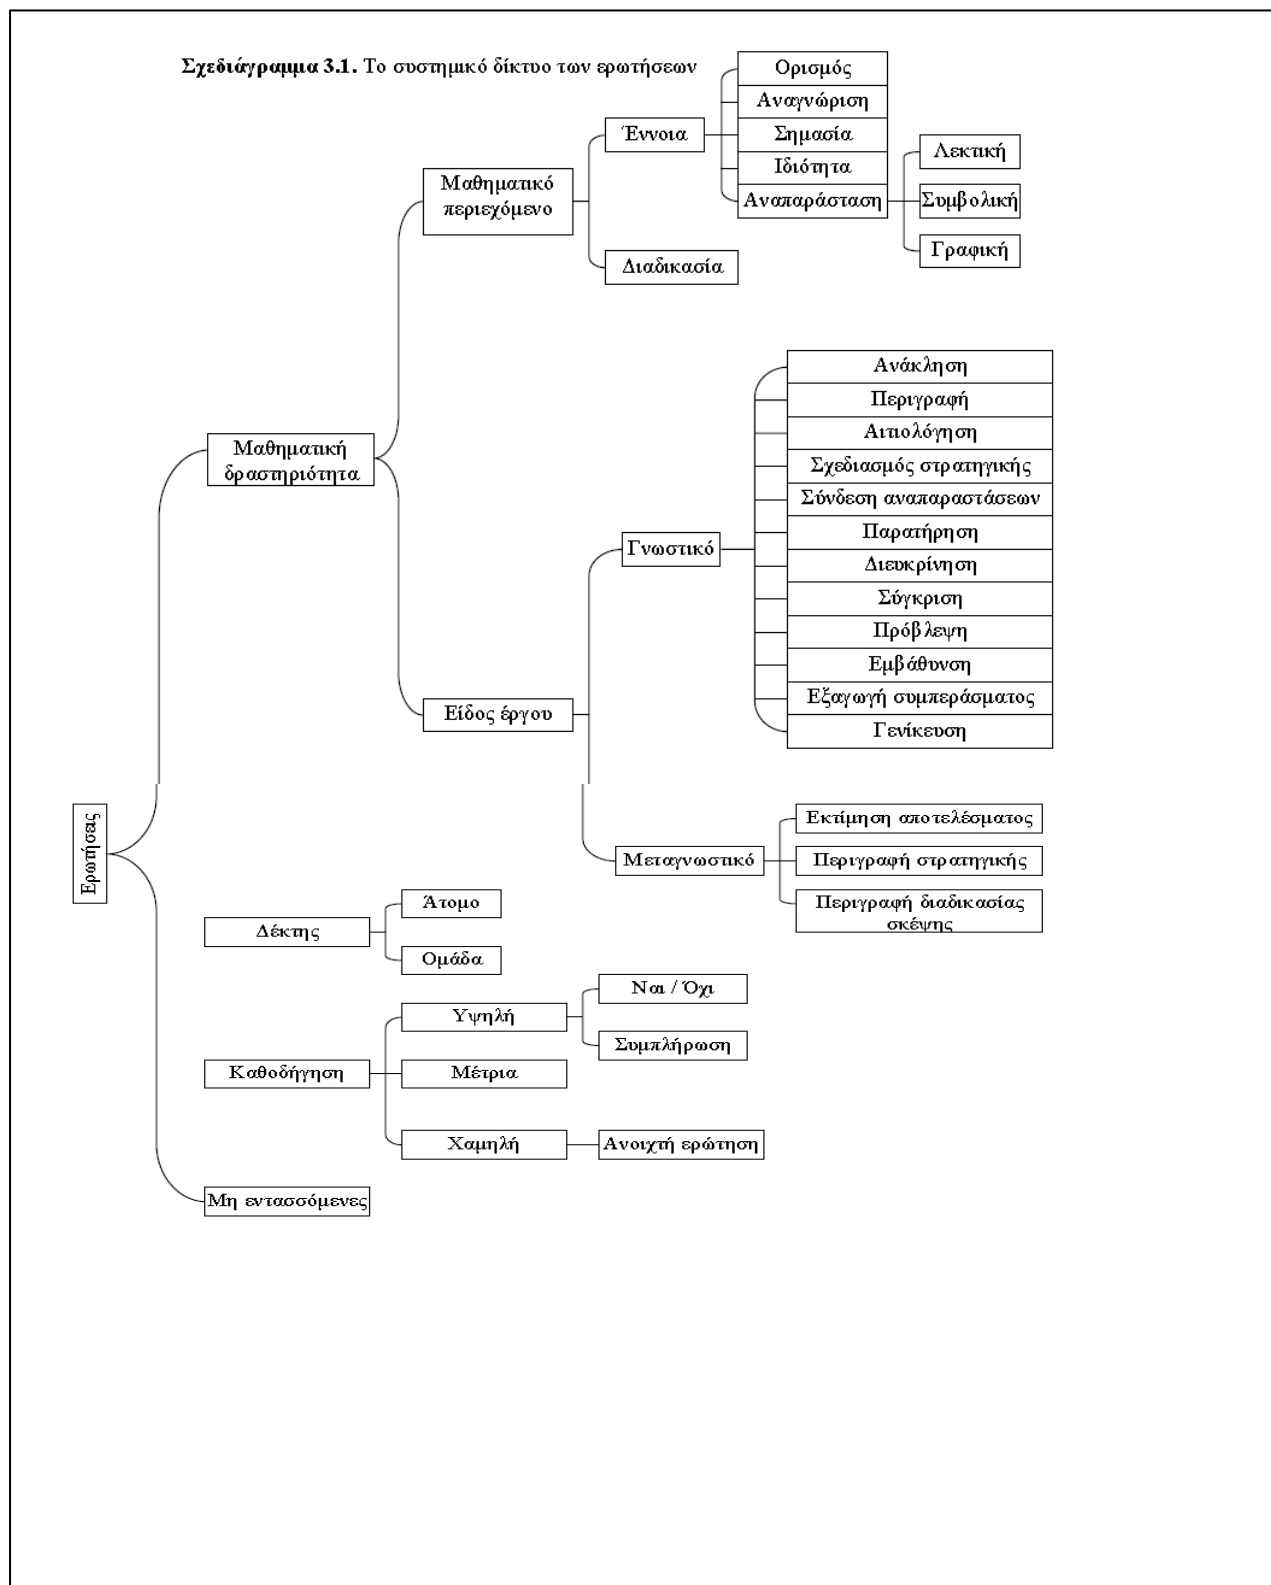 Σχεδιάγραμμα 3.1. Το συστημικό δίκτυο των ερωτήσεων
Ορισμός
Αναγνώριση
Έννοια
Σημασία
Ιδιότητα
Αναπαράσταση
Λεκτική
Συμβολική
Γραφική
Μαθηματικό
περιεχόμενο
Διαδικασία
Μαθηματική
δραστηριότητα
Ανάκληση
Περιγραφή
Αιτιολόγηση
Σχεδιασμός στρατηγικής
Σύνδεση αναπαραστάσεων
Παρατήρηση
Διευκρίνηση
Σύγκριση
Πρόβλεψη
Εμβάθυνση
Εξαγωγή συμπεράσματος
Γενίκευση
Γνωστικό
Είδος έργου
Ερωτήσεις
Μεταγνωστικό
Εκτίμηση αποτελέσματος
Περιγραφή στρατηγικής
Περιγραφή διαδικασίας
σκέψης
Δέκτης
Άτομο
Ομάδα
Καθοδήγηση
Υψηλή
Ναι / Όχι
Συμπλήρωση
Μέτρια
Χαμηλή
Ανοιχτή ερώτηση
Μη εντασσόμενες